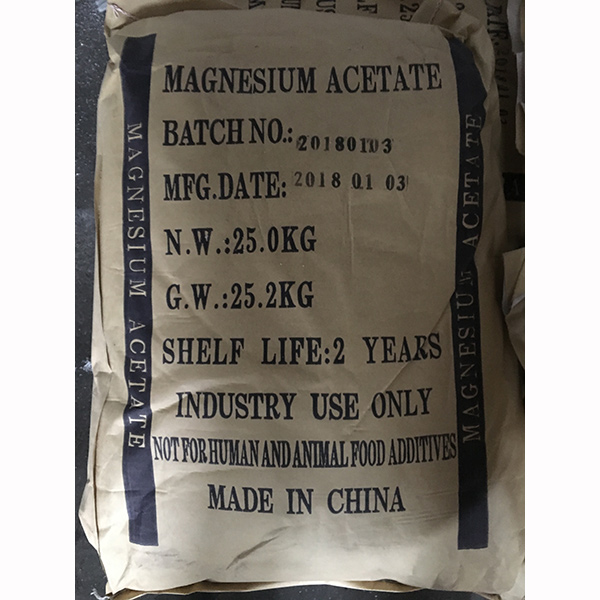 MAGNESIUM ACETATE
BATCH NO.: 20180103
MFG.DATE: 2018 01 03
N.W.:25.0KG
G.W.:25.2KG
SHELF LIFE:2 YEARS
INDUSTRY USE ONLY
NOT FOR HUMAN AND ANIMAL FOOD ADDITIVES
MADE IN CHINA
MAGNESIUM ACETATE
MAGNESIUM ACETATE